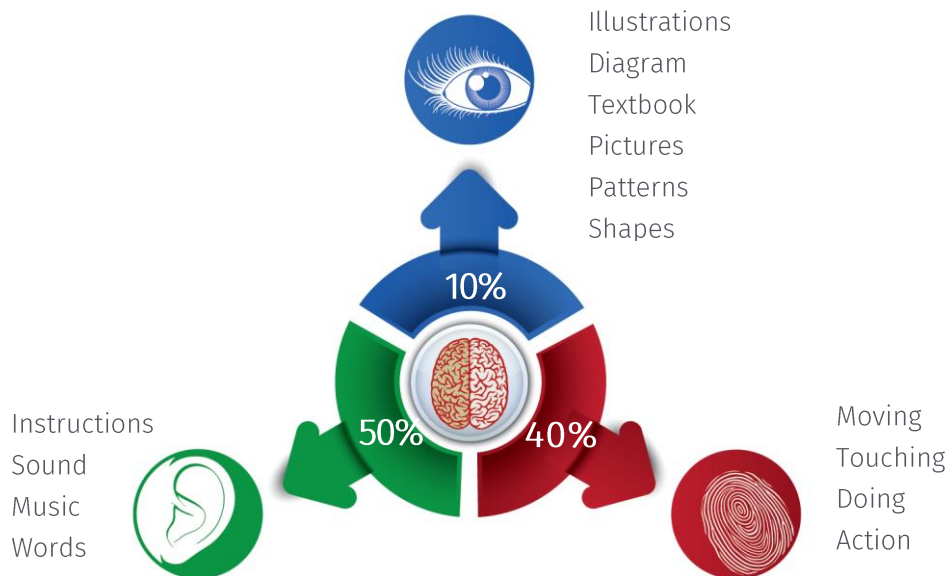 Illustrations
Diagram
Textbook
Pictures
Patterns
Shapes
10%
50%
40%
Instructions
Sound
Music
Words
Moving
Touching
Doing
Action